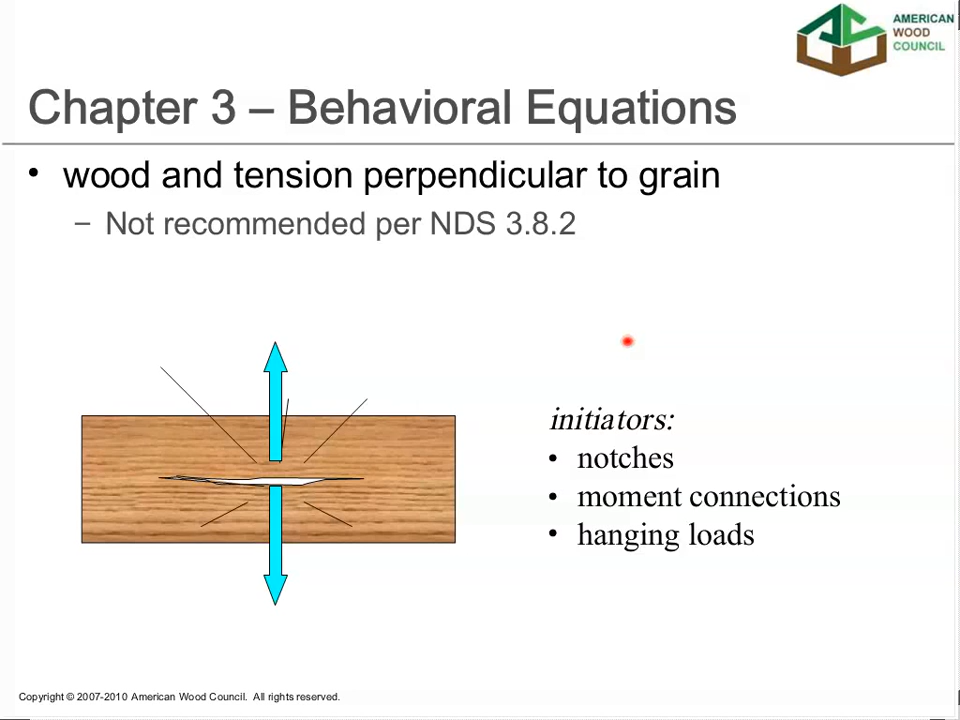 AMERICAN
WOOD
COUNCIL
Chapter 3 – Behavioral Equations
• wood and tension perpendicular to grain
– Not recommended per NDS 3.8.2
initiators:
• notches
• moment connections
• hanging loads
Copyright © 2007-2010 American Wood Council. All rights reserved.